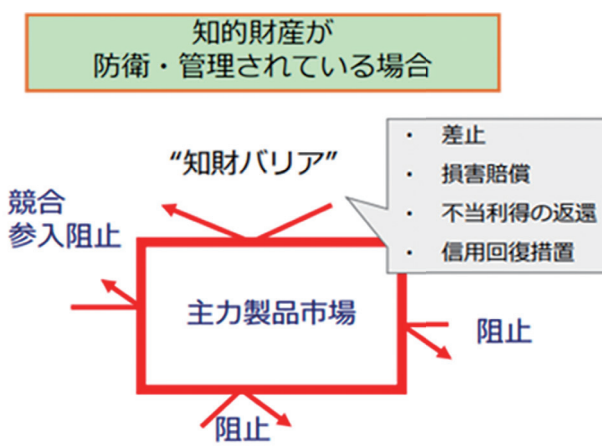 知的財産が
防衛・管理されている場合
“知財バリア”
・ 差止
・ 損害賠償
・ 不当利得の返還
・ 信用回復措置
競合
参入阻止
主力製品市場
阻止
阻止